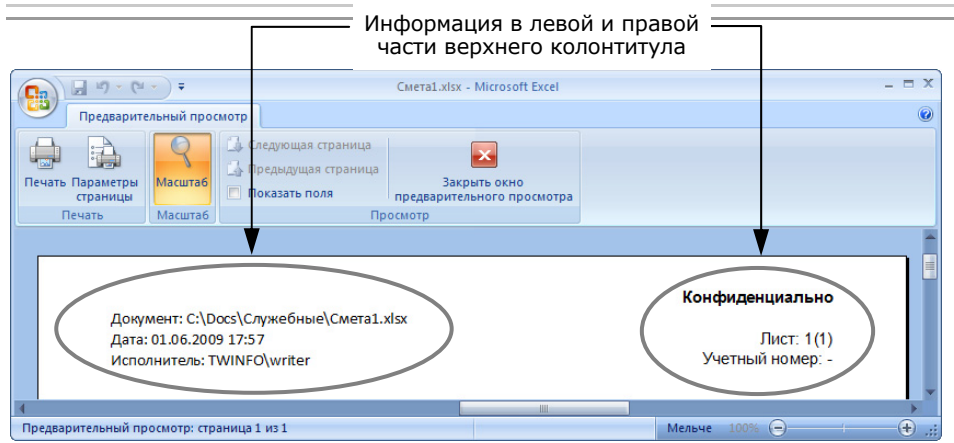 Информация в левой и правой
части верхнего колонтитула
Смета1.xlsx - Microsoft Excel
Предварительный просмотр
Следующая страница
Предыдущая страница
Показать поля
Печать
Параметры
страницы
Масштаб
Закрыть окно
предварительного просмотра
Печать
Масштаб
Просмотр
Конфиденциально
Документ: C:\Docs\Служебные\Смета1.xlsx
Дата: 01.06.2009 17:57
Лист: 1(1)
Исполнитель: TWINFO\writer
Учетный номер: -
Предварительный просмотр: страница 1 из 1
Мельче 100%